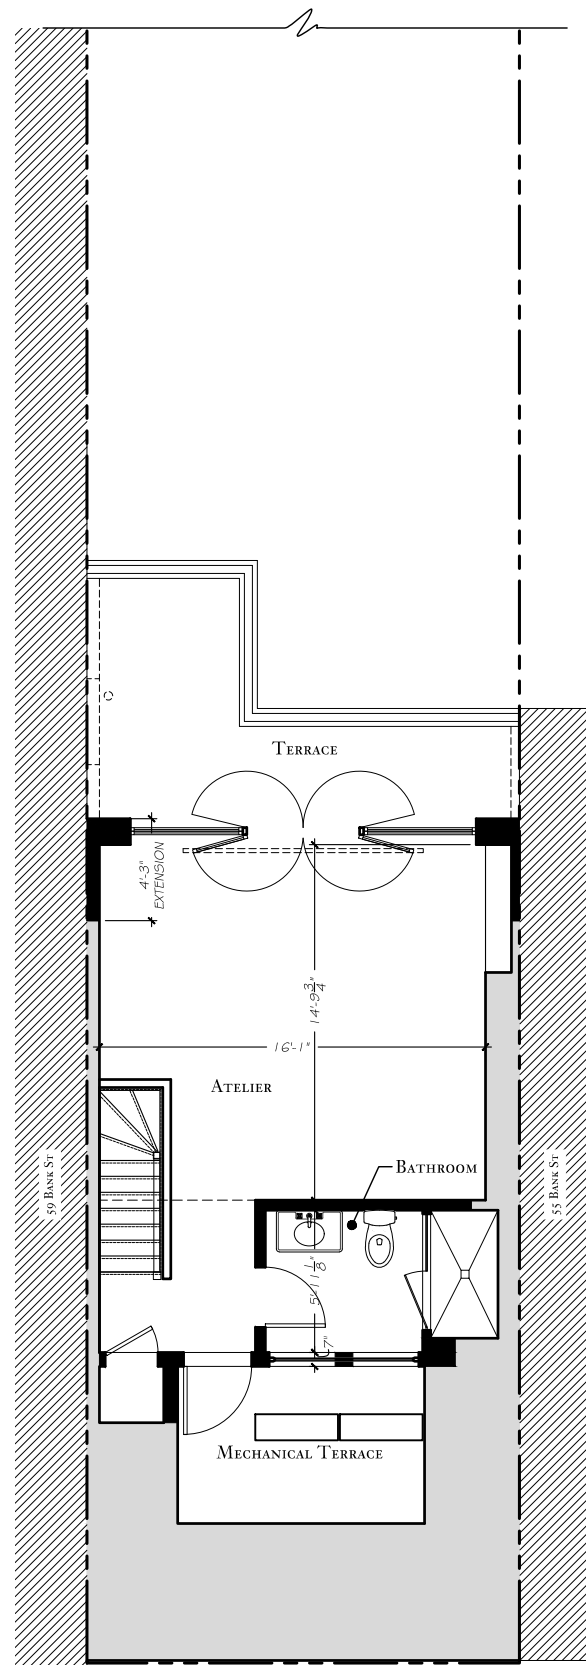 Terrace
4'-3"
EXTENSION
14'-9 3/4"
16'-1"
Atelier
Bathroom
59 Bank St
55 Bank St
5'-11 1/8"
7"
Mechanical Terrace